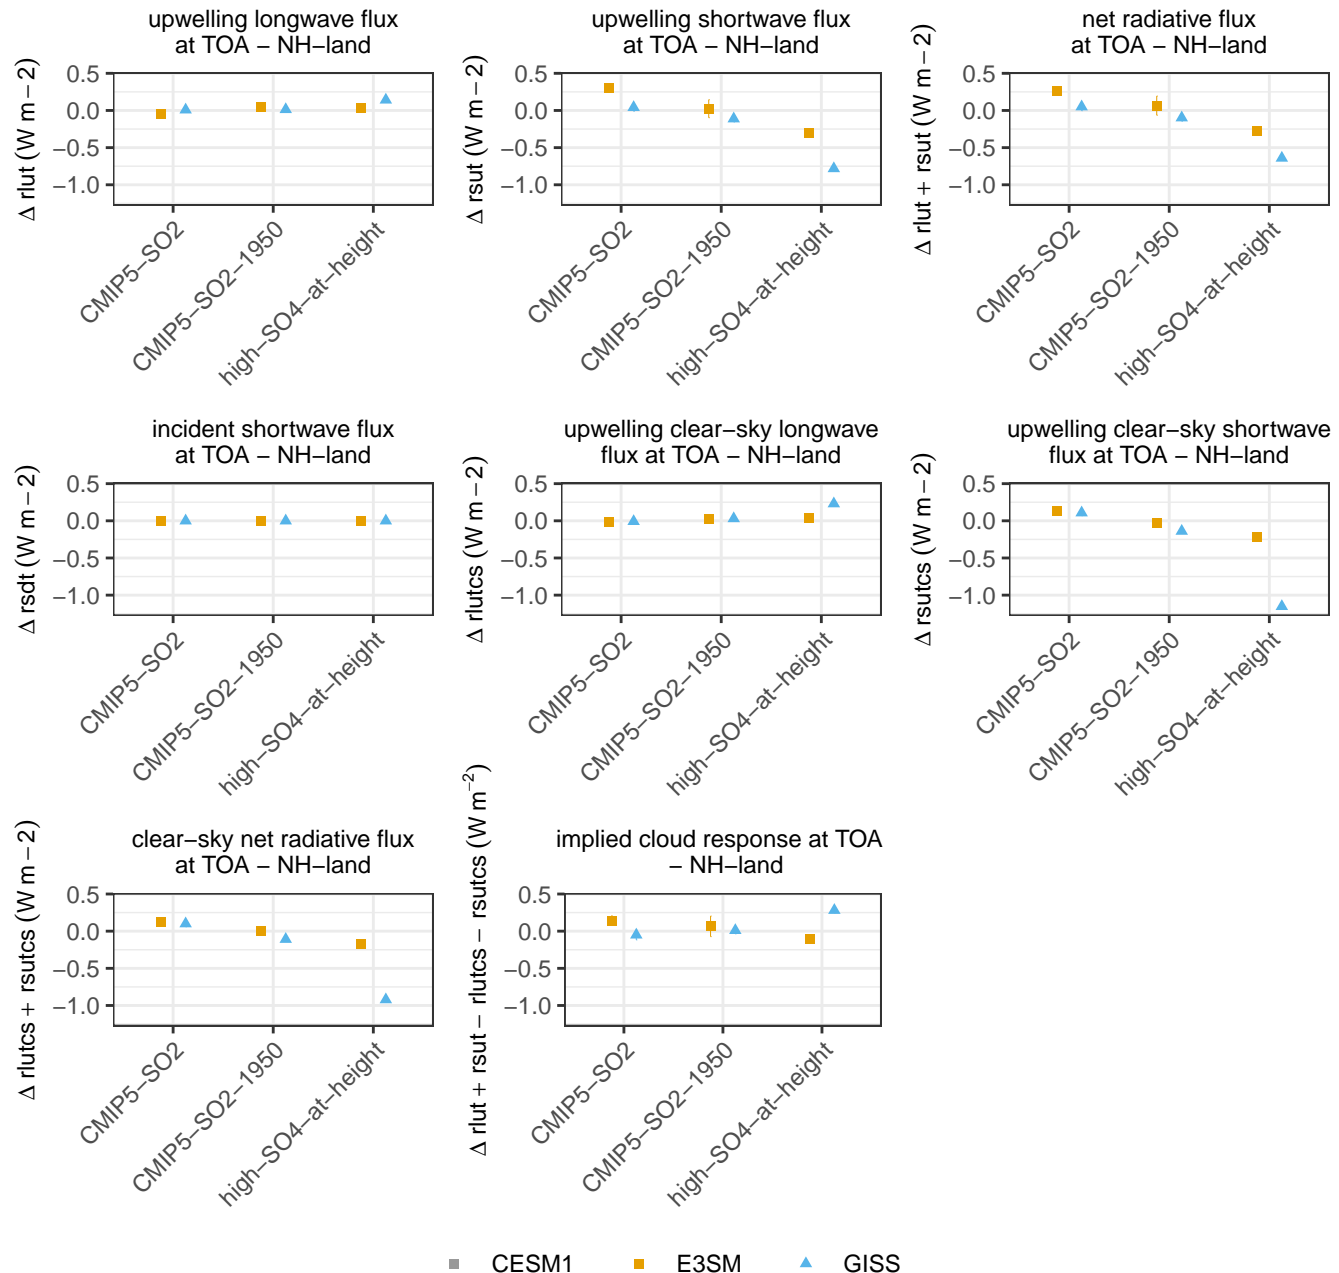 upwelling longwave flux
at TOA − NH−land
Δ rlut (W m − 2)
0.5
0.0
−0.5
−1.0
CMIP5−SO2
CMIP5−SO2−1950
high−SO4−at−height
upwelling shortwave flux
at TOA − NH−land
Δ rsut (W m − 2)
0.5
0.0
−0.5
−1.0
CMIP5−SO2
CMIP5−SO2−1950
high−SO4−at−height
net radiative flux
at TOA − NH−land
Δ rlut + rsut (W m − 2)
0.5
0.0
−0.5
−1.0
CMIP5−SO2
CMIP5−SO2−1950
high−SO4−at−height
incident shortwave flux
at TOA − NH−land
Δ rsdt (W m − 2)
0.5
0.0
−0.5
−1.0
CMIP5−SO2
CMIP5−SO2−1950
high−SO4−at−height
upwelling clear−sky longwave
flux at TOA − NH−land
Δ rlutcs (W m − 2)
0.5
0.0
−0.5
−1.0
CMIP5−SO2
CMIP5−SO2−1950
high−SO4−at−height
upwelling clear−sky shortwave
flux at TOA − NH−land
Δ rsutcs (W m − 2)
0.5
0.0
−0.5
−1.0
CMIP5−SO2
CMIP5−SO2−1950
high−SO4−at−height
clear−sky net radiative flux
at TOA − NH−land
Δ rlutcs + rsutcs (W m − 2)
0.5
0.0
−0.5
−1.0
CMIP5−SO2
CMIP5−SO2−1950
high−SO4−at−height
implied cloud response at TOA
− NH−land
Δ rlut + rsut − rlutcs − rsutcs (W m⁻²)
0.5
0.0
−0.5
−1.0
CMIP5−SO2
CMIP5−SO2−1950
high−SO4−at−height
CESM1 E3SM GISS